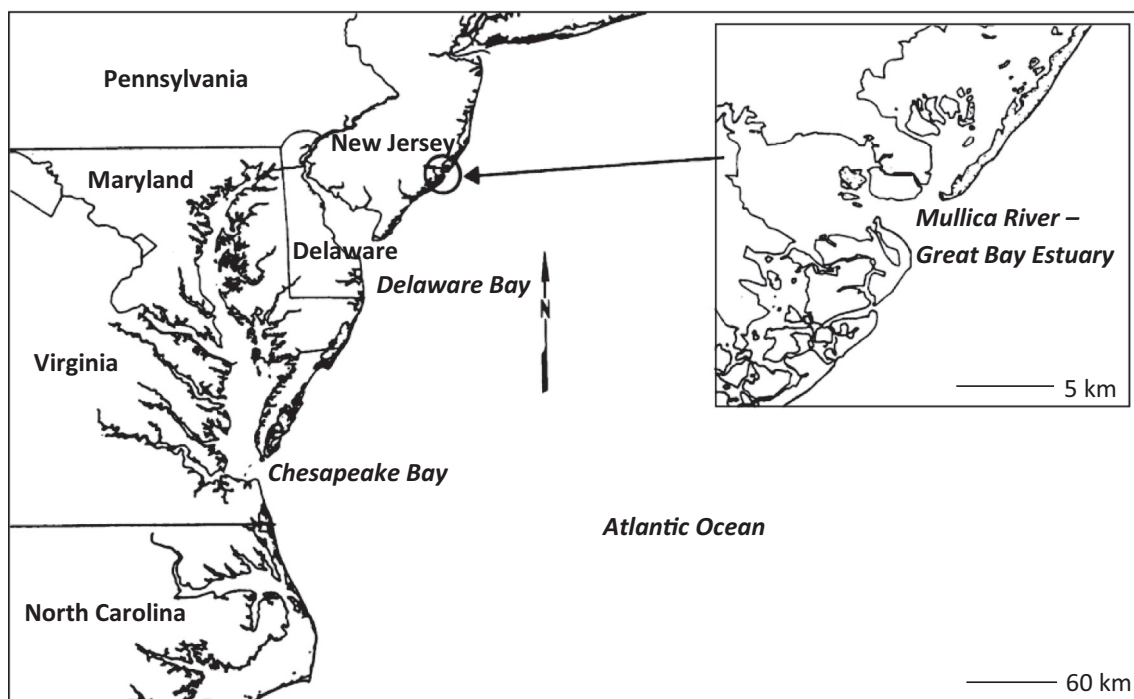 Pennsylvania
New Jersey
Maryland
Delaware
Mullica River –
Great Bay Estuary
Delaware Bay
N
Virginia
5 km
Chesapeake Bay
Atlantic Ocean
North Carolina
60 km